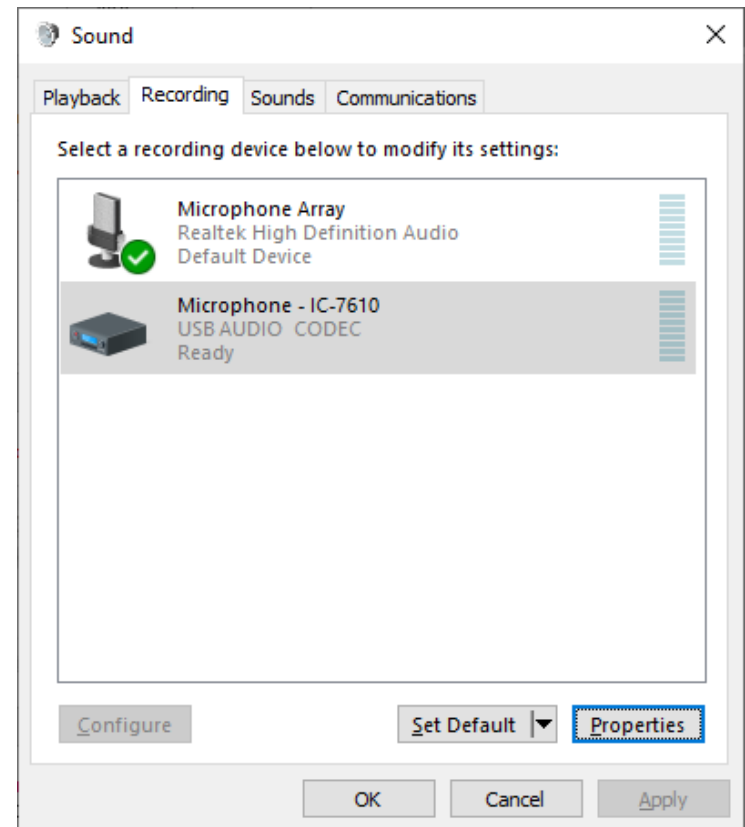 Sound
Playback Recording Sounds Communications
Select a recording device below to modify its settings:
Microphone Array
Realtek High Definition Audio
Default Device
Microphone - IC-7610
USB AUDIO  CODEC
Ready
Configure Set Default Properties
OK Cancel Apply